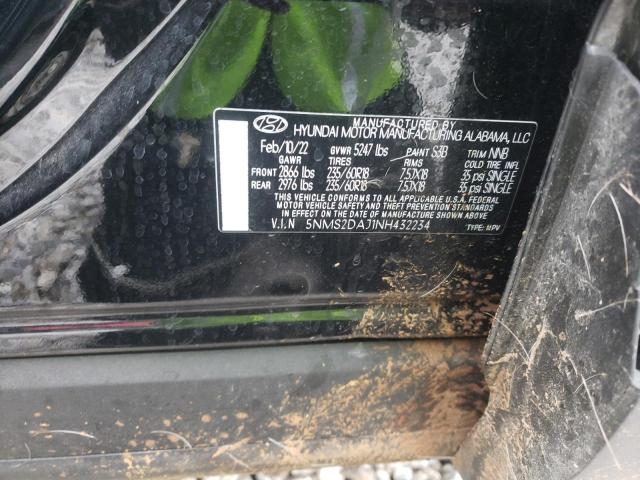 MANUFACTURED BY
HYUNDAI MOTOR MANUFACTURING ALABAMA, LLC
Feb/10/22 GVWR 5247 lbs PAINT S3B TRIM NNB
GAWR TIRES RIMS COLD TIRE INFL
FRONT 2866 lbs 235/60R18 7.5JX18 35 psi SINGLE
REAR 2976 lbs 235/60R18 7.5JX18 35 psi SINGLE
THIS VEHICLE CONFORMS TO ALL APPLICABLE U.S.A. FEDERAL
MOTOR VEHICLE SAFETY STANDARDS IN EFFECT ON THE
DATE OF MANUFACTURE SHOWN ABOVE.
V.I.N 5NMS2DAJ1NH432234 TYPE: MPV